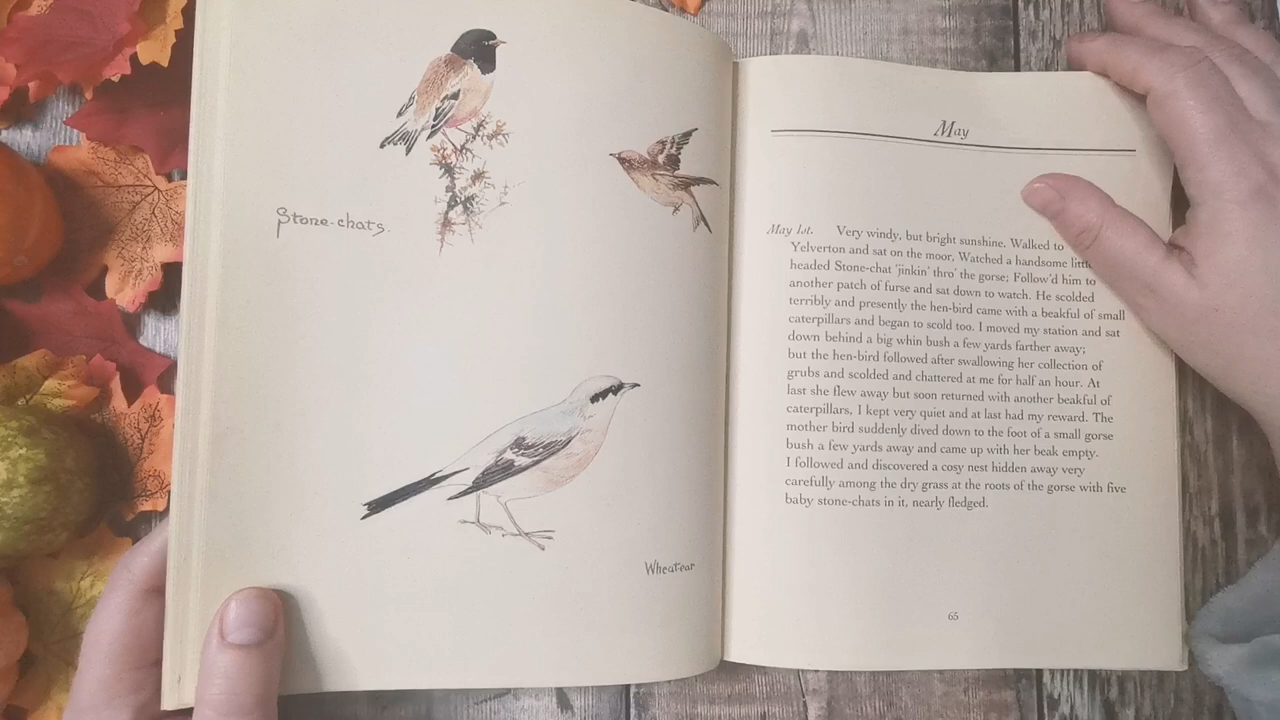 Stone-chats.
Wheatear
May
May 1st. Very windy, but bright sunshine. Walked to
Yelverton and sat on the moor. Watched a handsome little
headed Stone-chat 'jinkin' thro' the gorse; Follow'd him to
another patch of furse and sat down to watch. He scolded
terribly and presently the hen-bird came with a beakful of small
caterpillars and began to scold too. I moved my station and sat
down behind a big whin bush a few yards farther away;
but the hen-bird followed after swallowing her collection of
grubs and scolded and chattered at me for half an hour. At
last she flew away but soon returned with another beakful of
caterpillars, I kept very quiet and at last had my reward. The
mother bird suddenly dived down to the foot of a small gorse
bush a few yards away and came up with her beak empty.
I followed and discovered a cosy nest hidden away very
carefully among the dry grass at the roots of the gorse with five
baby stone-chats in it, nearly fledged.
65